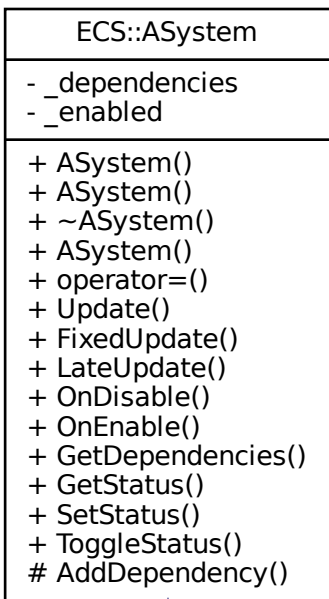 ECS::ASystem
- _dependencies
- _enabled
+ ASystem()
+ ASystem()
+ ~ASystem()
+ ASystem()
+ operator=()
+ Update()
+ FixedUpdate()
+ LateUpdate()
+ OnDisable()
+ OnEnable()
+ GetDependencies()
+ GetStatus()
+ SetStatus()
+ ToggleStatus()
# AddDependency()